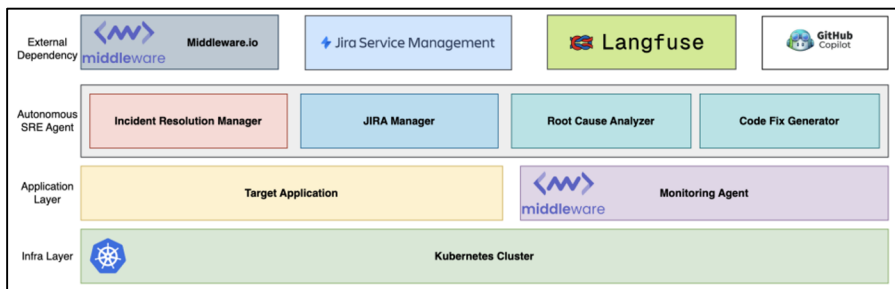 External
Dependency
middleware
Middleware.io
Jira Service Management
Langfuse
GitHub
Copilot
Autonomous
SRE Agent
Incident Resolution Manager
JIRA Manager
Root Cause Analyzer
Code Fix Generator
Application
Layer
Target Application
middleware
Monitoring Agent
Infra Layer
Kubernetes Cluster